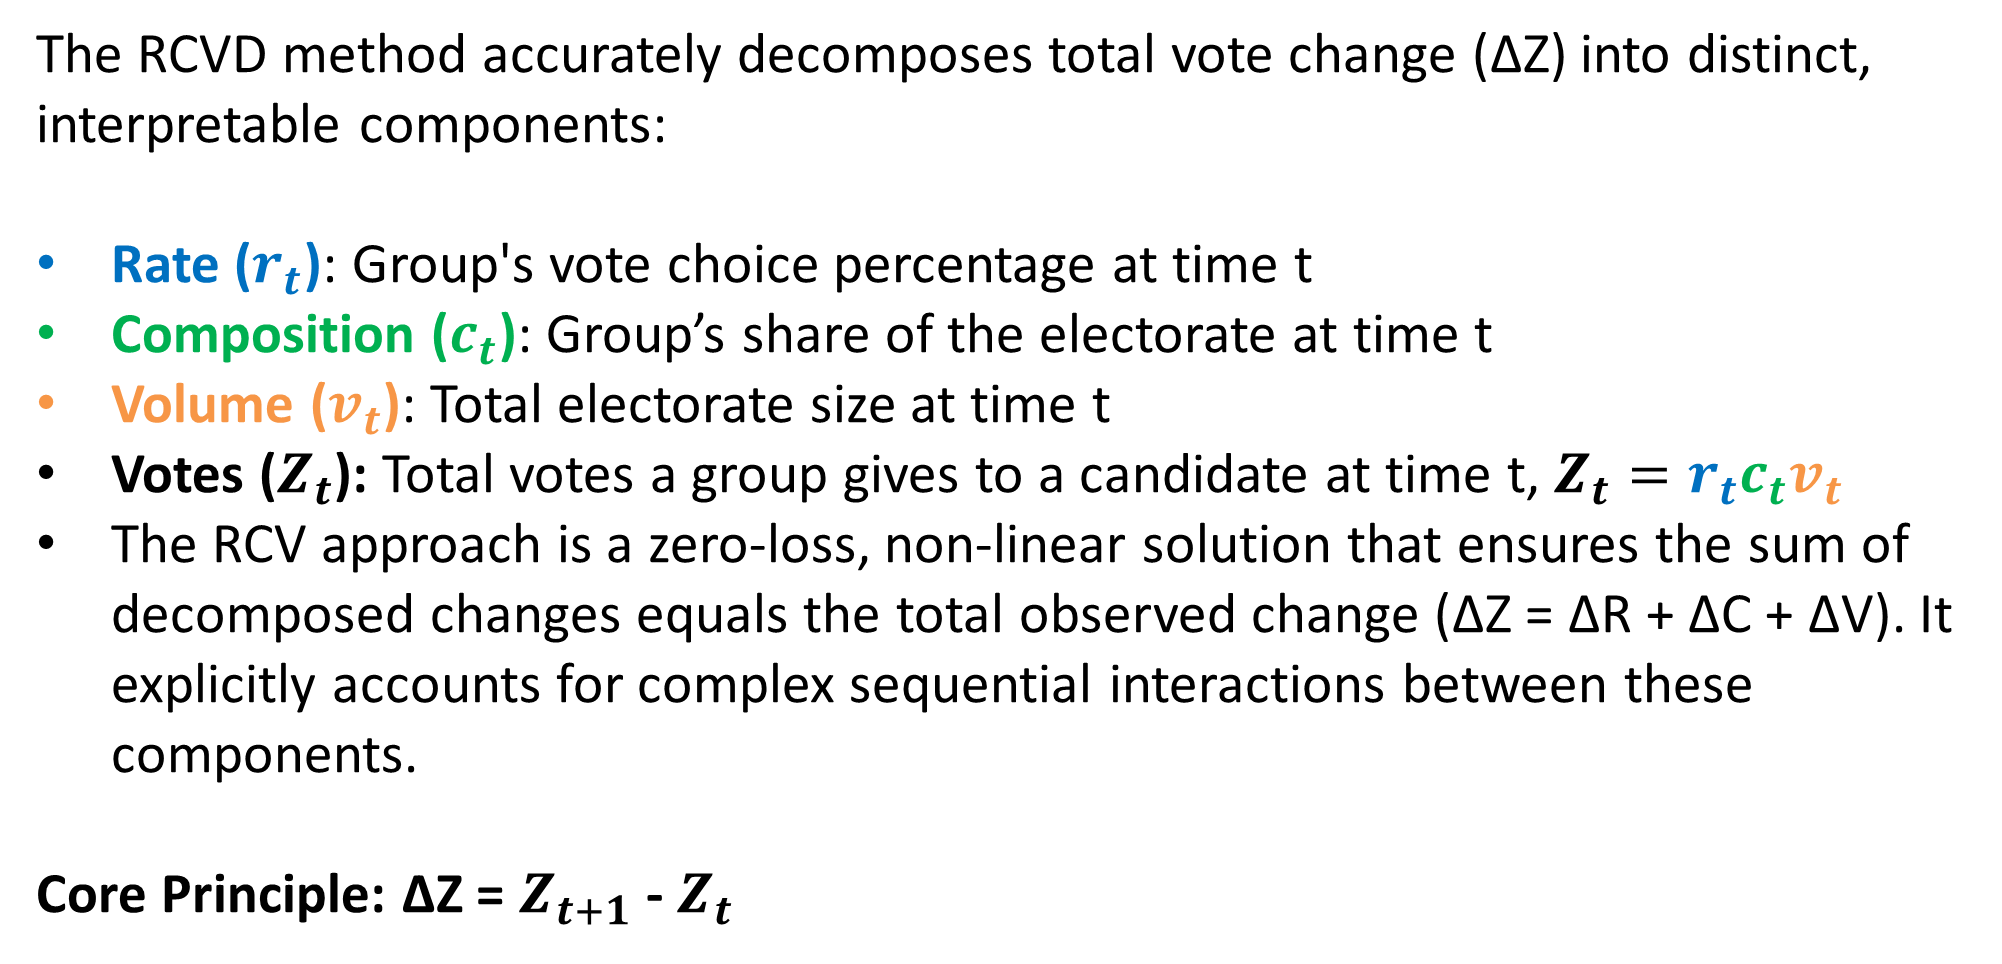 The RCVD method accurately decomposes total vote change (ΔZ) into distinct,
interpretable components:
• Rate (r_t): Group's vote choice percentage at time t
• Composition (c_t): Group’s share of the electorate at time t
• Volume (v_t): Total electorate size at time t
• Votes (Z_t): Total votes a group gives to a candidate at time t, Z_t = r_t c_t v_t
• The RCV approach is a zero-loss, non-linear solution that ensures the sum of
decomposed changes equals the total observed change (ΔZ = ΔR + ΔC + ΔV). It
explicitly accounts for complex sequential interactions between these
components.
Core Principle: ΔZ = Z_{t+1} - Z_t